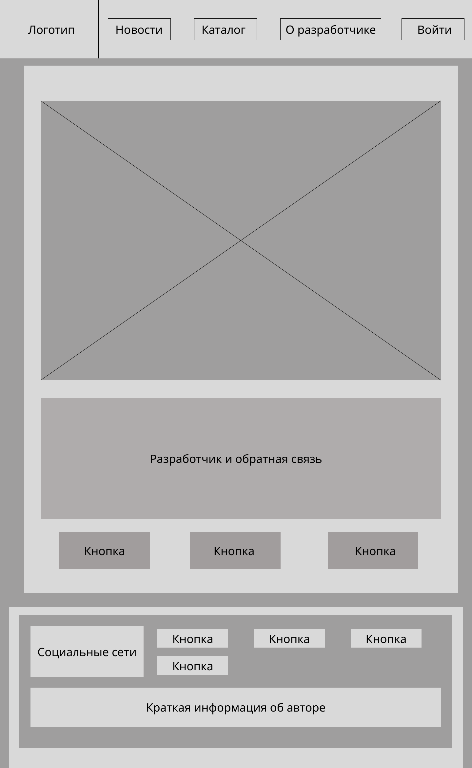 Логотип
Новости
Каталог
О разработчике
Войти
Разработчик и обратная связь
Кнопка
Кнопка
Кнопка
Социальные сети
Кнопка
Кнопка
Кнопка
Кнопка
Краткая информация об авторе